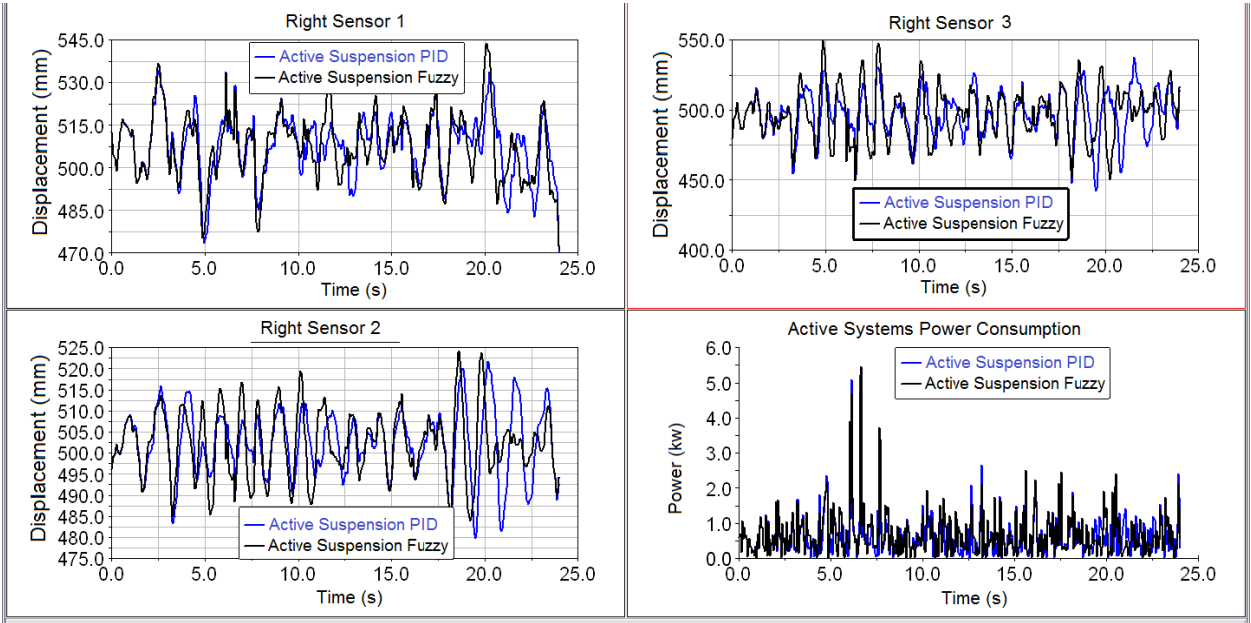 Right Sensor 1
Displacement (mm)
545.0
530.0
515.0
500.0
485.0
470.0
Active Suspension PID
Active Suspension Fuzzy
0.0 5.0 10.0 15.0 20.0 25.0
Time (s)
Right Sensor 3
Displacement (mm)
550.0
500.0
450.0
400.0
Active Suspension PID
Active Suspension Fuzzy
0.0 5.0 10.0 15.0 20.0 25.0
Time (s)
Right Sensor 2
Displacement (mm)
525.0
520.0
515.0
510.0
505.0
500.0
495.0
490.0
485.0
480.0
475.0
Active Suspension PID
Active Suspension Fuzzy
0.0 5.0 10.0 15.0 20.0 25.0
Time (s)
Active Systems Power Consumption
Power (kw)
6.0
5.0
4.0
3.0
2.0
1.0
0.0
Active Suspension PID
Active Suspension Fuzzy
0.0 5.0 10.0 15.0 20.0 25.0
Time (s)